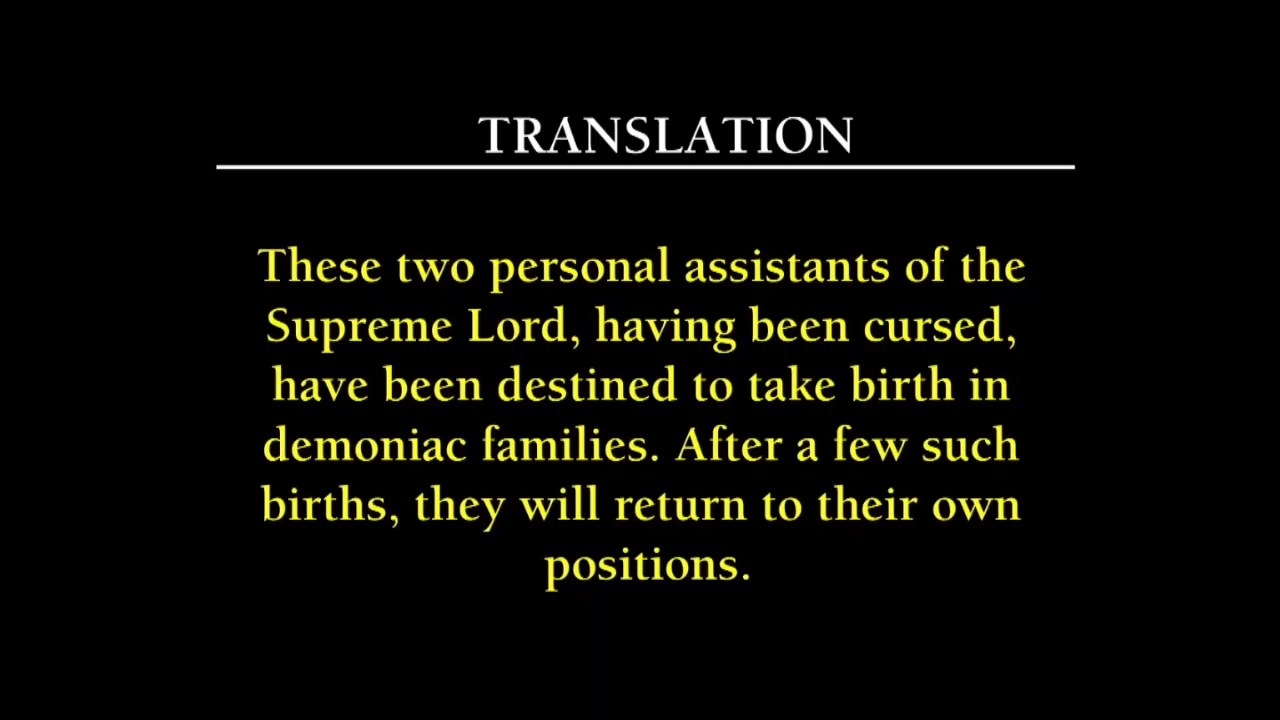 TRANSLATION
These two personal assistants of the
Supreme Lord, having been cursed,
have been destined to take birth in
demoniac families. After a few such
births, they will return to their own
positions.